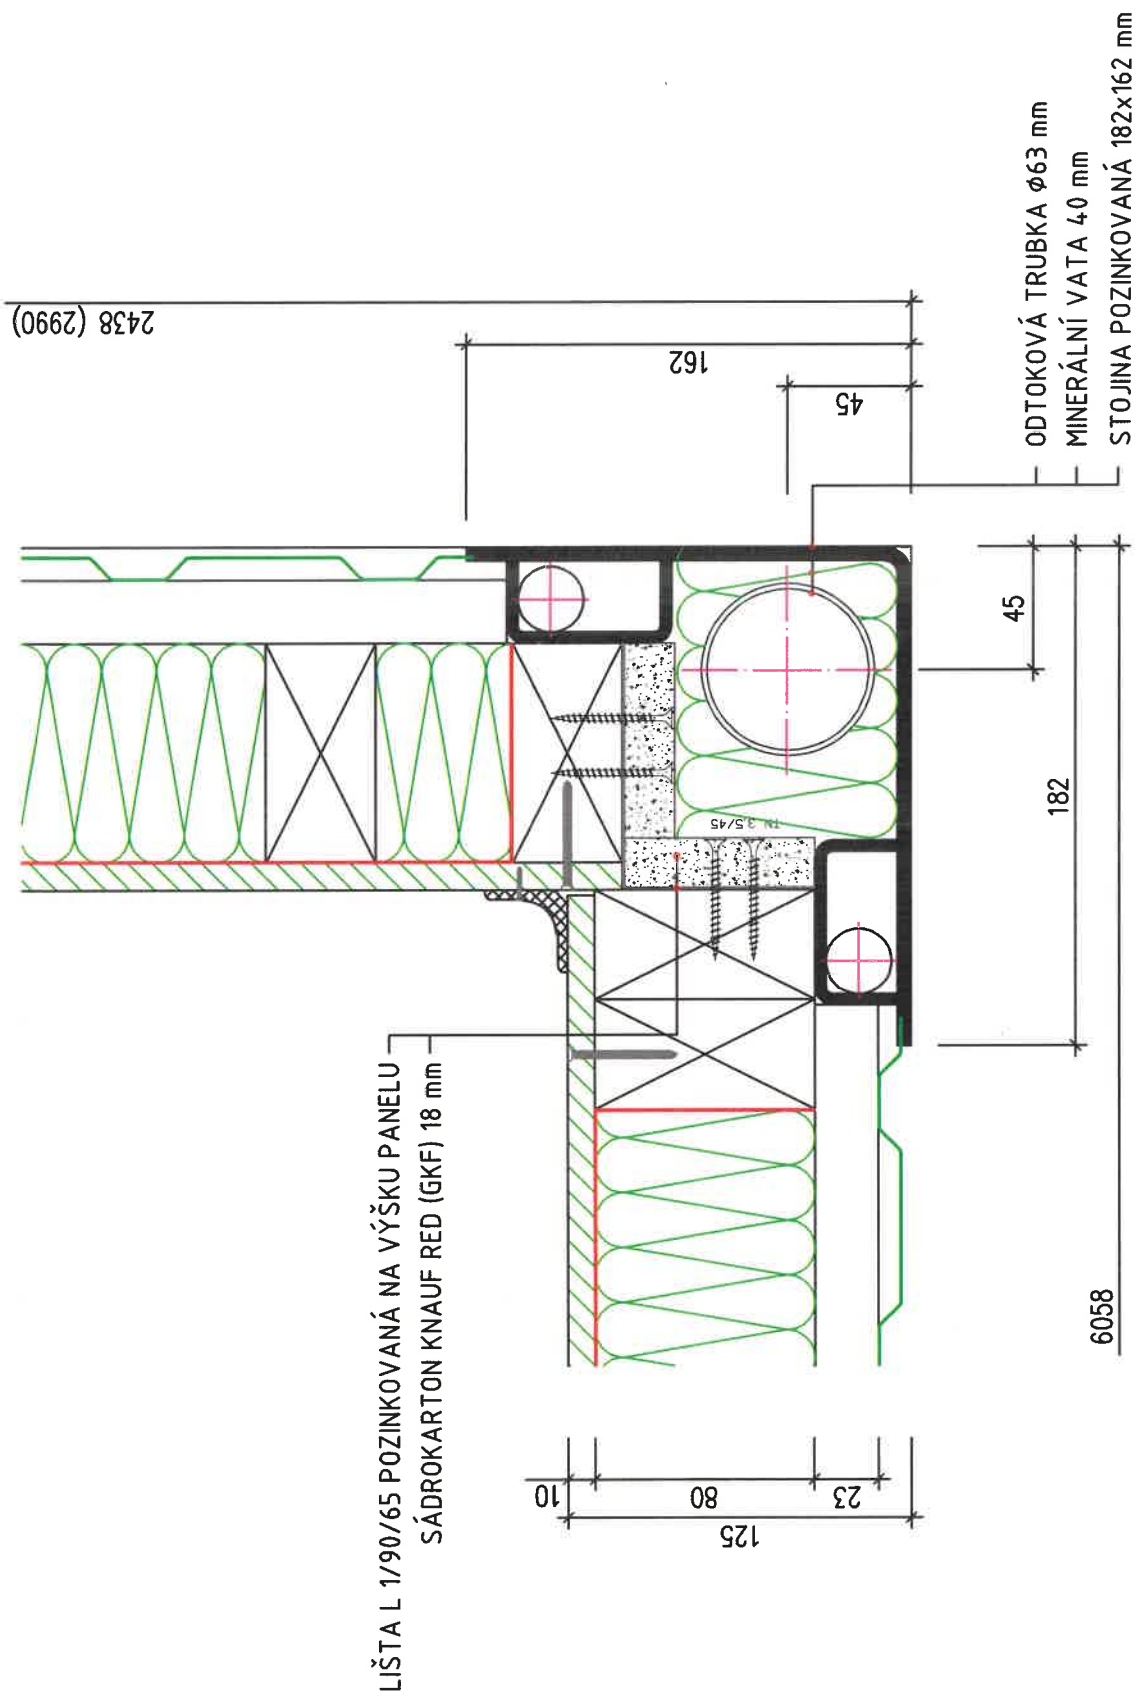 LIŠTA L 1/90/65 POZINKOVANÁ NA VÝŠKU PANELU
SÁDROKARTON KNAUF RED (GKF) 18 mm
2438 (2990)
162
45
ODTOKOVÁ TRUBKA ϕ63 mm
MINERÁLNÍ VATA 40 mm
STOJINA POZINKOVANÁ 182x162 mm
45
182
6058
TN 3,5/45
10
80
23
125